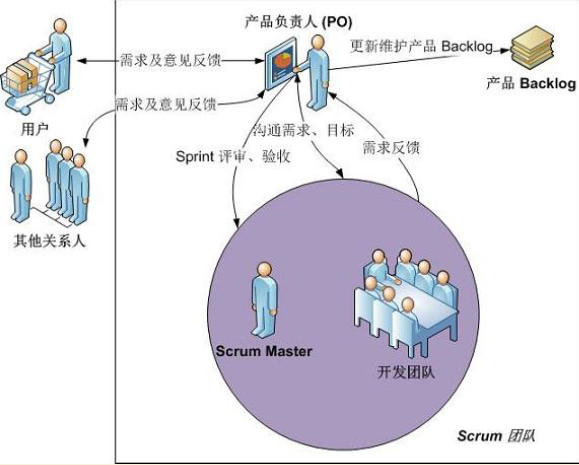 产品负责人 (PO)
更新维护产品 Backlog
需求及意见反馈
产品 Backlog
需求及意见反馈
用户
沟通需求、目标
需求反馈
Sprint 评审、验收
其他关系人
Scrum Master
开发团队
Scrum 团队